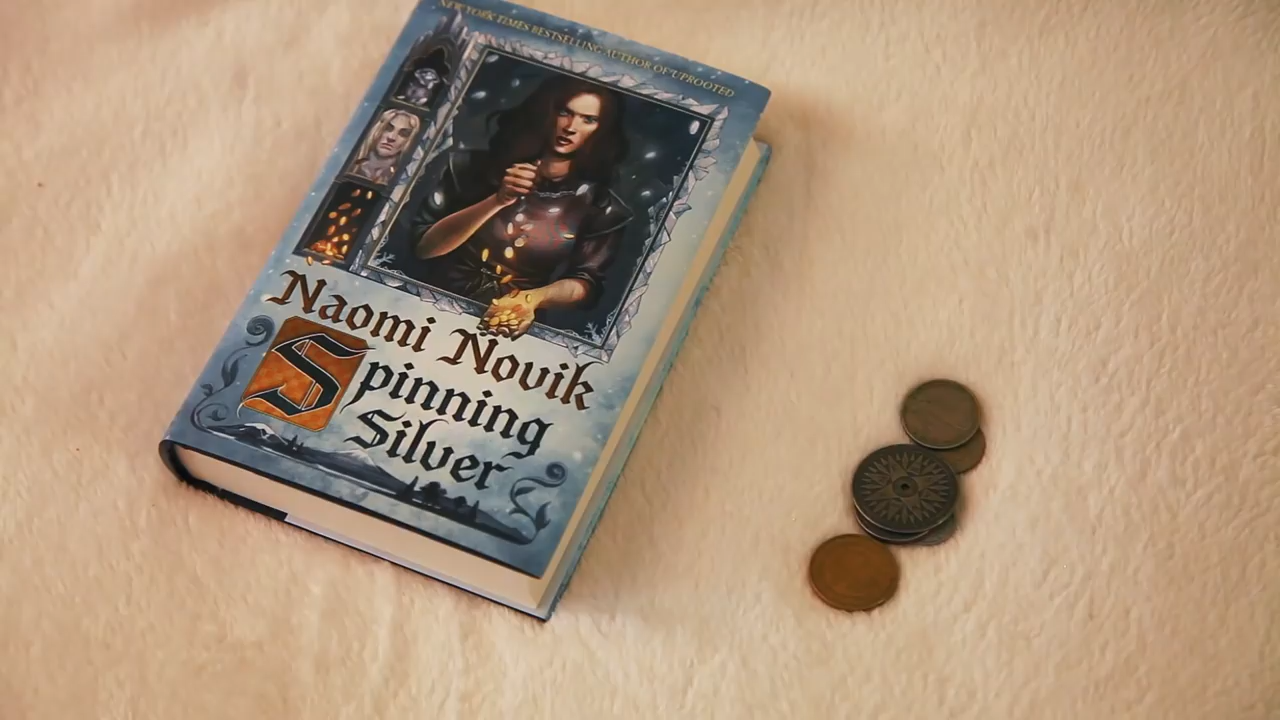 NEW YORK TIMES BESTSELLING AUTHOR OF UPROOTED
Naomi Novik
Spinning
Silver